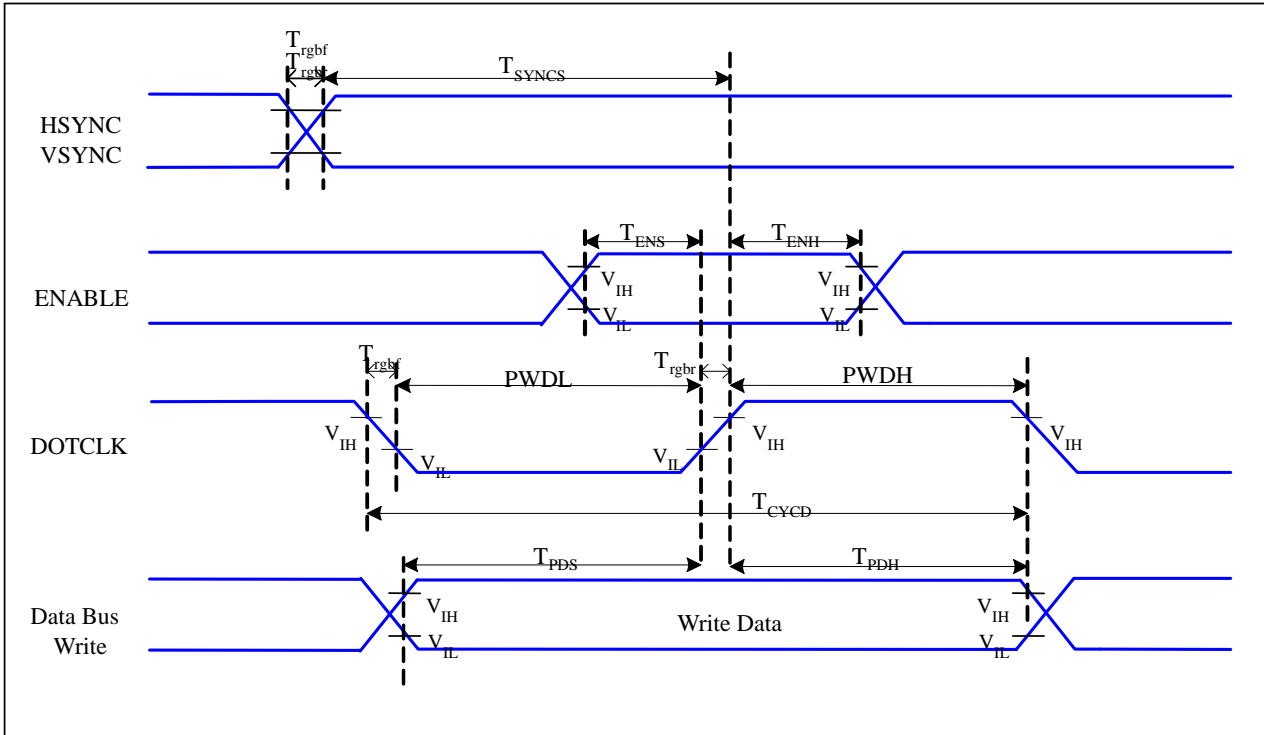 Trgbf
Trgbr
TSYNCS
HSYNC
VSYNC
TENS
TENH
VIH
VIH
ENABLE
VIL
VIL
Trgbf
Trgbr
PWDL
PWDH
DOTCLK
VIH
VIH
VIH
VIL
VIL
TCYCD
TPDS
TPDH
Data Bus
Write
VIH
Write Data
VIH
VIL
VIL